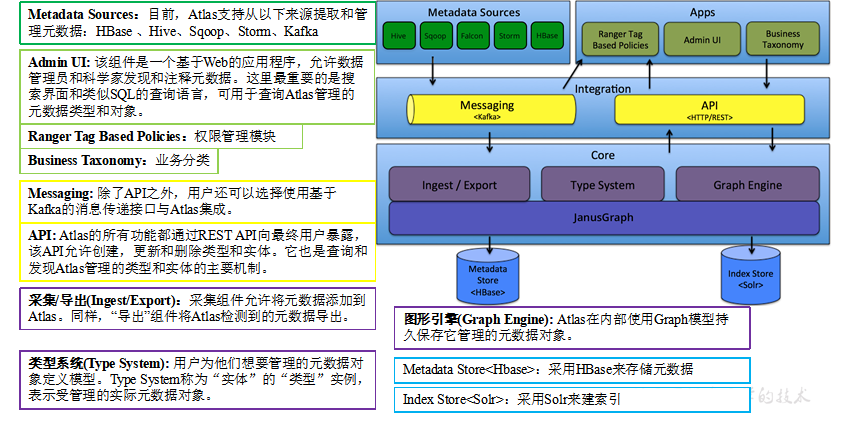 Metadata Sources：目前，Atlas支持从以下来源提取和管
理元数据：HBase 、Hive、Sqoop、Storm、Kafka
Admin UI: 该组件是一个基于Web的应用程序，允许数据
管理员和科学家发现和注释元数据。这里最重要的是搜
索界面和类似SQL的查询语言，可用于查询Atlas管理的
元数据类型和对象。
Ranger Tag Based Policies：权限管理模块
Business Taxonomy：业务分类
Messaging: 除了API之外，用户还可以选择使用基于
Kafka的消息传递接口与Atlas集成。
API: Atlas的所有功能都通过REST API向最终用户暴露，
该API允许创建，更新和删除类型和实体。它也是查询和
发现Atlas管理的类型和实体的主要机制。
采集/导出(Ingest/Export)：采集组件允许将元数据添加到
Atlas。同样，“导出”组件将Atlas检测到的元数据导出。
类型系统(Type System): 用户为他们想要管理的元数据对
象定义模型。Type System称为“实体”的“类型”实例，
表示受管理的实际元数据对象。
Metadata Sources
Hive
Sqoop
Falcon
Storm
HBase
Apps
Ranger Tag
Based Policies
Admin UI
Business
Taxonomy
Integration
Messaging
<Kafka>
API
<HTTP/REST>
Core
Ingest / Export
Type System
Graph Engine
JanusGraph
Metadata
Store
<HBase>
Index Store
<Solr>
图形引擎(Graph Engine): Atlas在内部使用Graph模型持
久保存它管理的元数据对象。
Metadata Store<Hbase>：采用HBase来存储元数据
Index Store<Solr>：采用Solr来建索引
的技术